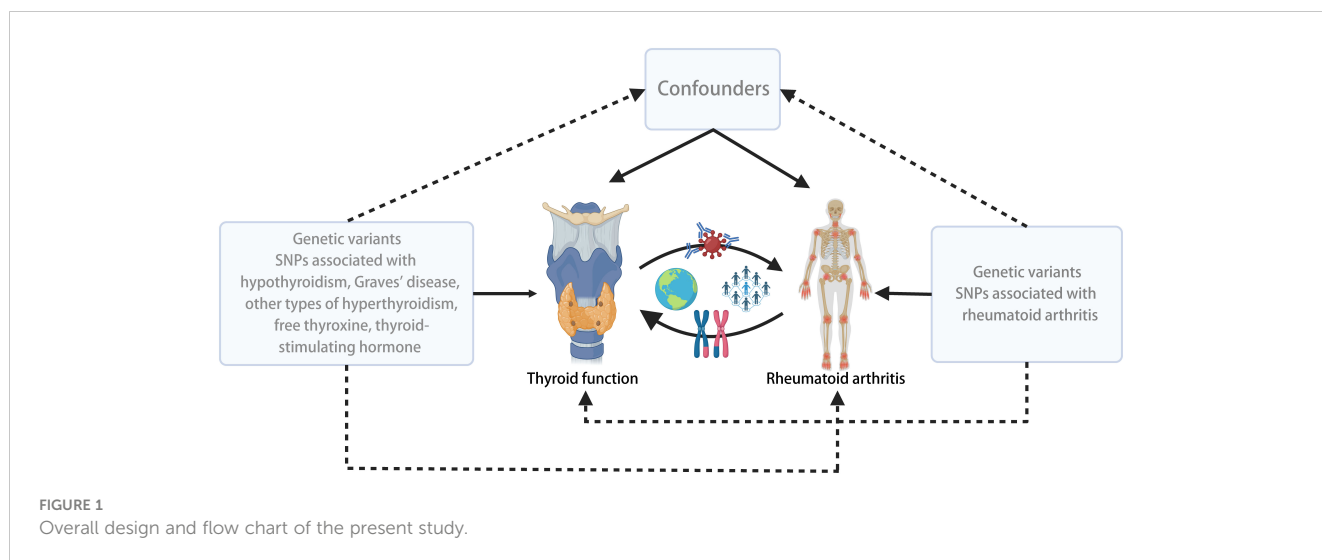 Confounders
Genetic variants
SNPs associated with
hypothyroidism, Graves’ disease,
other types of hyperthyroidism,
free thyroxine, thyroid-
stimulating hormone
Genetic variants
SNPs associated with
rheumatoid arthritis
Thyroid function
Rheumatoid arthritis
FIGURE 1
Overall design and flow chart of the present study.